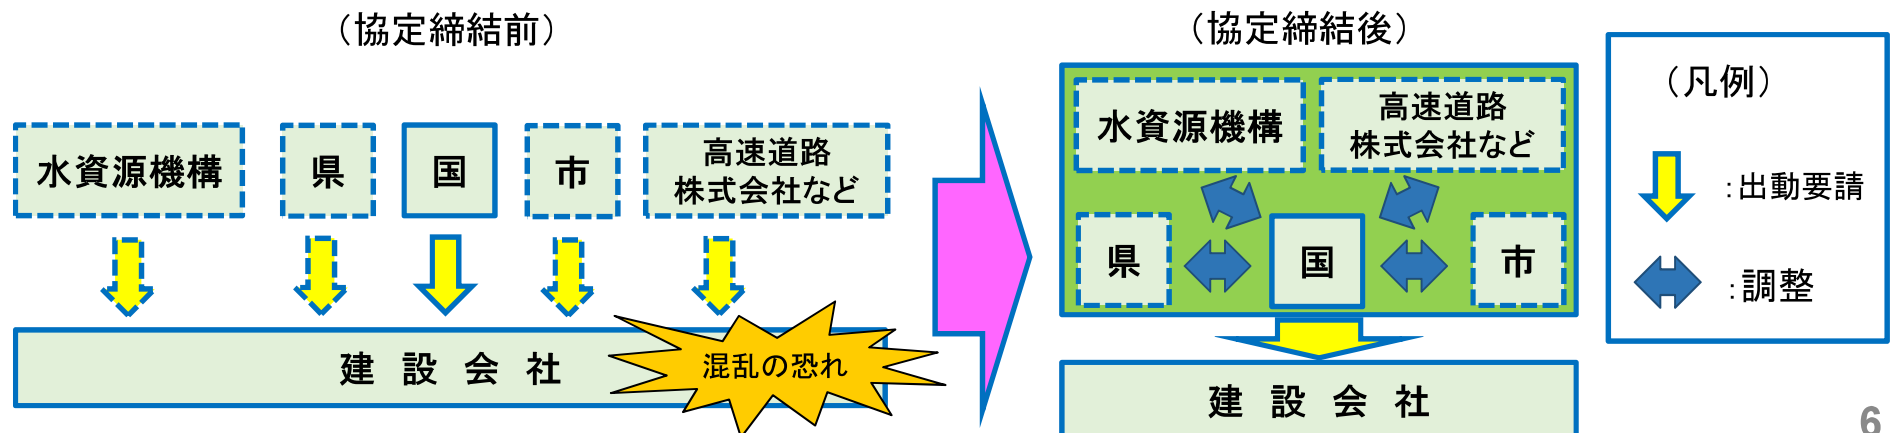 （協定締結前）
水資源機構
県
国
市
高速道路
株式会社など
建設会社
混乱の恐れ
（協定締結後）
水資源機構
高速道路
株式会社など
県
国
市
建設会社
（凡例）
：出動要請
：調整
6